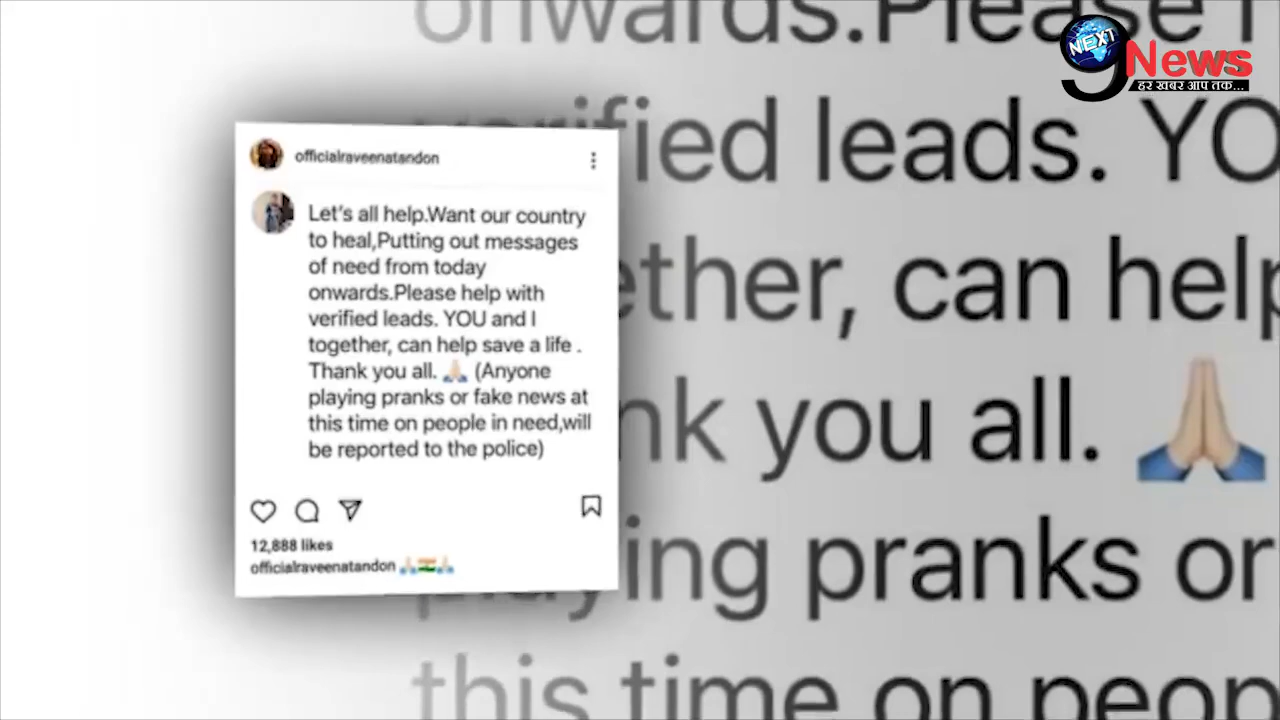 onwards.Please
verified leads. YO
ether, can help
nk you all. 🙏🏻
playing pranks or
this time on peop
NEXT
9
News
हर खबर आप तक...
officialraveenatandon
Let's all help.Want our country
to heal,Putting out messages
of need from today
onwards.Please help with
verified leads. YOU and I
together, can help save a life .
Thank you all. 🙏🏻 (Anyone
playing pranks or fake news at
this time on people in need,will
be reported to the police)
12,888 likes
officialraveenatandon 🙏🏻🇮🇳🙏🏻